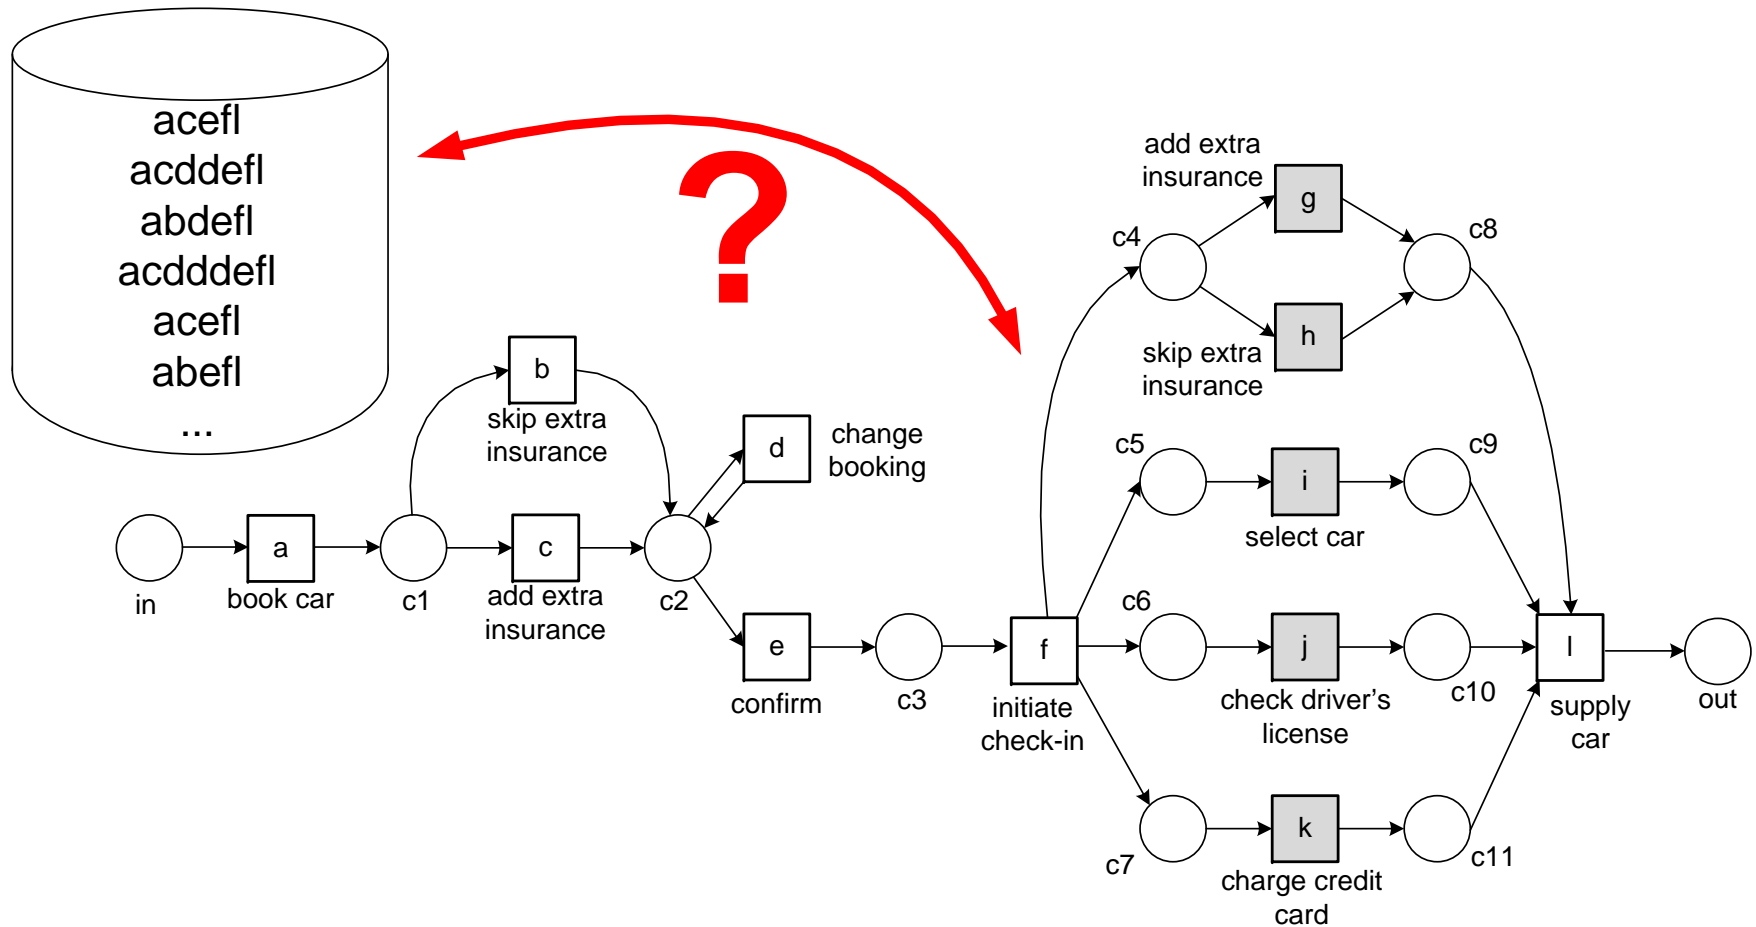 acefl
acddefl
abdefl
acdddefl
acefl
abefl
...
?
add extra
insurance
g
c4
c8
h
skip extra
insurance
b
skip extra
insurance
d
change
booking
c5
i
c9
select car
in
a
book car
c1
c
add extra
insurance
c2
e
confirm
c3
f
initiate
check-in
c6
j
check driver’s
license
c10
l
supply
car
out
c7
k
charge credit
card
c11